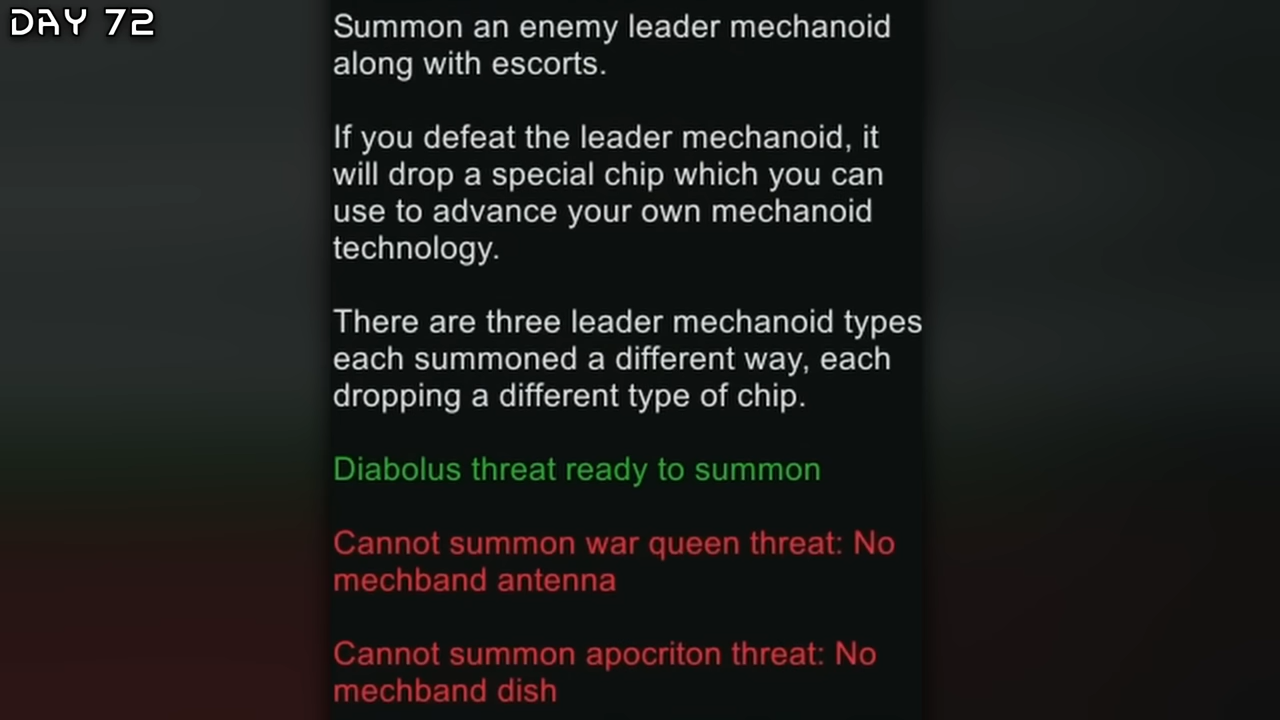 DAY 72
Summon an enemy leader mechanoid
along with escorts.
If you defeat the leader mechanoid, it
will drop a special chip which you can
use to advance your own mechanoid
technology.
There are three leader mechanoid types
each summoned a different way, each
dropping a different type of chip.
Diabolus threat ready to summon
Cannot summon war queen threat: No
mechband antenna
Cannot summon apocriton threat: No
mechband dish